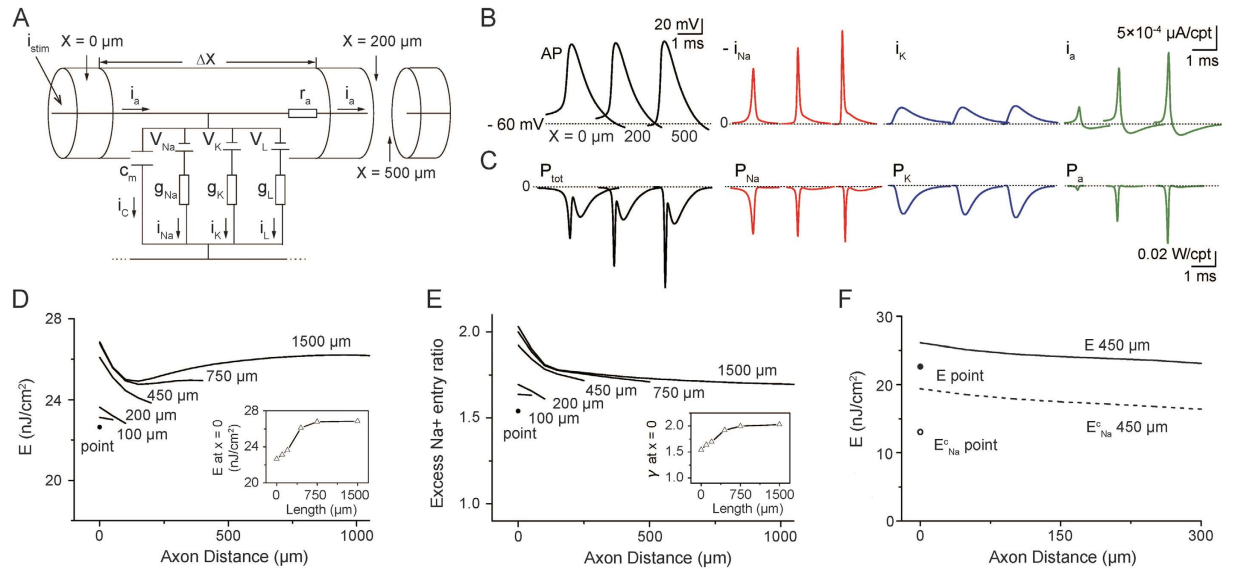 A
i_stim
X = 0 µm
X = 200 µm
ΔX
i_a
r_a
i_a
V_Na
V_K
V_L
X = 500 µm
c_m
g_Na
g_K
g_L
i_C
i_Na
i_K
i_L
B
20 mV
1 ms
AP
- i_Na
i_K
i_a
5×10⁻⁴ µA/cpt
1 ms
- 60 mV
X = 0 µm
200
500
0
C
P_tot
P_Na
P_K
P_a
0
0.02 W/cpt
1 ms
D
E (nJ/cm²)
28
26
24
22
20
1500 µm
750 µm
450 µm
200 µm
100 µm
point
E at x = 0
(nJ/cm²)
28
26
24
22
0
750
1500
Length (µm)
0
500
1000
Axon Distance (µm)
E
Excess Na+ entry ratio
2.0
1.5
1.0
1500 µm
450 µm
750 µm
200 µm
100 µm
point
γ at x = 0
2.0
1.5
1.0
0
750
1500
Length (µm)
0
500
1000
Axon Distance (µm)
F
E (nJ/cm²)
30
20
10
0
E 450 µm
E point
E^c_Na 450 µm
E^c_Na point
0
150
300
Axon Distance (µm)